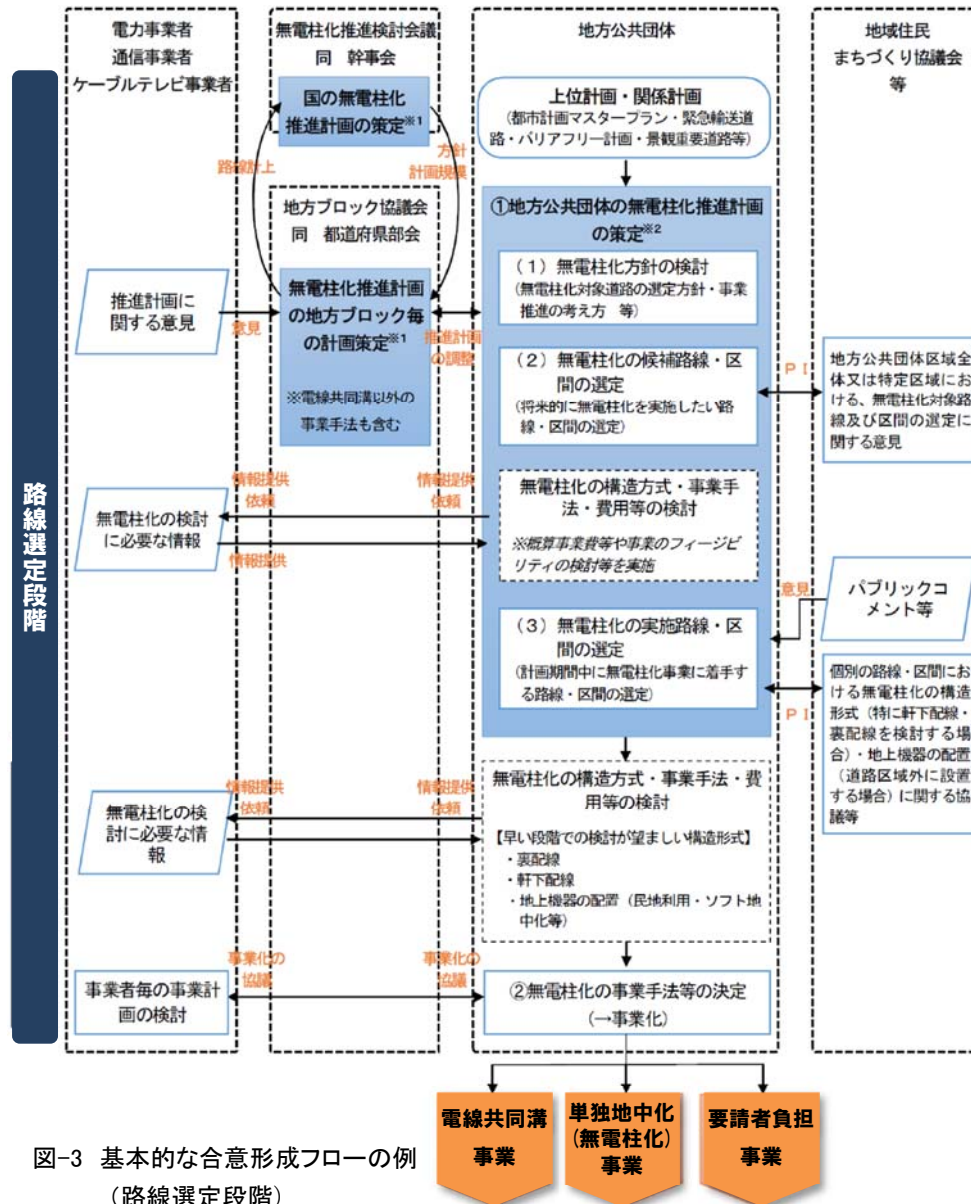 電力事業者
通信事業者
ケーブルテレビ事業者
無電柱化推進検討会議
同 幹事会
国の無電柱化
推進計画の策定※1
路線計上
方針
計画規模
地方ブロック協議会
同 都道府県部会
無電柱化推進計画
の地方ブロック毎
の計画策定※1
※電線共同溝以外の
事業手法も含む
推進計画に
関する意見
意見
推進計画
の調整
地方公共団体
上位計画・関係計画
(都市計画マスタープラン・緊急輸送道
路・バリアフリー計画・景観重要道路等)
①地方公共団体の無電柱化推進計画
の策定※2
(1)無電柱化方針の検討
(無電柱化対象道路の選定方針・事業
推進の考え方 等)
(2)無電柱化の候補路線・区
間の選定
(将来的に無電柱化を実施したい路
線・区間の選定)
無電柱化の構造方式・事業手
法・費用等の検討
※概算事業費等や事業のフィージビ
リティの検討等を実施
(3)無電柱化の実施路線・区
間の選定
(計画期間中に無電柱化事業に着手す
る路線・区間の選定)
地域住民
まちづくり協議会
等
PI
地方公共団体区域全
体又は特定区域にお
ける、無電柱化対象路
線及び区間の選定に
関する意見
意見
パブリックコ
メント等
PI
個別の路線・区間にお
ける無電柱化の構造
形式(特に軒下配線・
裏配線を検討する場
合)・地上機器の配置
(道路区域外に設置
する場合)に関する協
議等
路線選定段階
無電柱化の検討
に必要な情報
情報提供
依頼
情報提供
依頼
情報提供
無電柱化の構造方式・事業手法・費
用等の検討
【早い段階での検討が望ましい構造形式】
・裏配線
・軒下配線
・地上機器の配置(民地利用・ソフト地
中化等)
無電柱化の検
討に必要な情
報
情報提供
依頼
情報提供
依頼
事業者毎の事業計
画の検討
事業化の
協議
事業化の
協議
②無電柱化の事業手法等の決定
(→事業化)
電線共同溝
事業
単独地中化
(無電柱化)
事業
要請者負担
事業
図-3 基本的な合意形成フローの例
(路線選定段階)